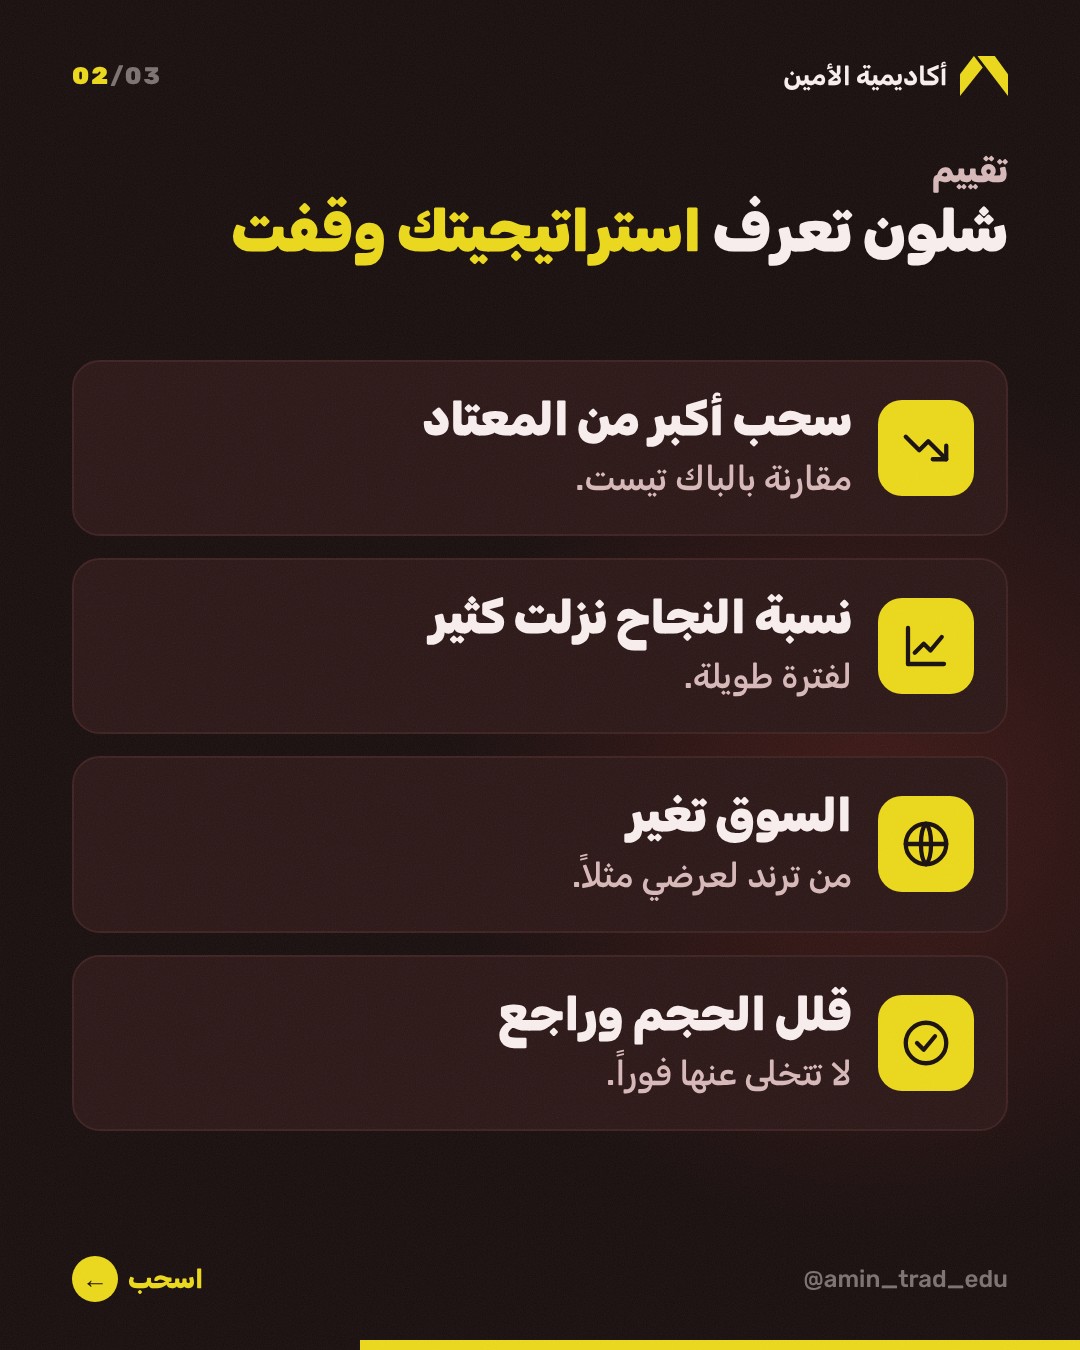 أكاديمية الأمين
02/03
تقييم
شلون تعرف استراتيجيتك وقفت
سحب أكبر من المعتاد
مقارنة بالباك تيست.
نسبة النجاح نزلت كثير
لفترة طويلة.
السوق تغير
من ترند لعرضي مثلاً.
قلل الحجم وراجع
لا تتخلى عنها فوراً.
@amin_trad_edu
اسحب ←